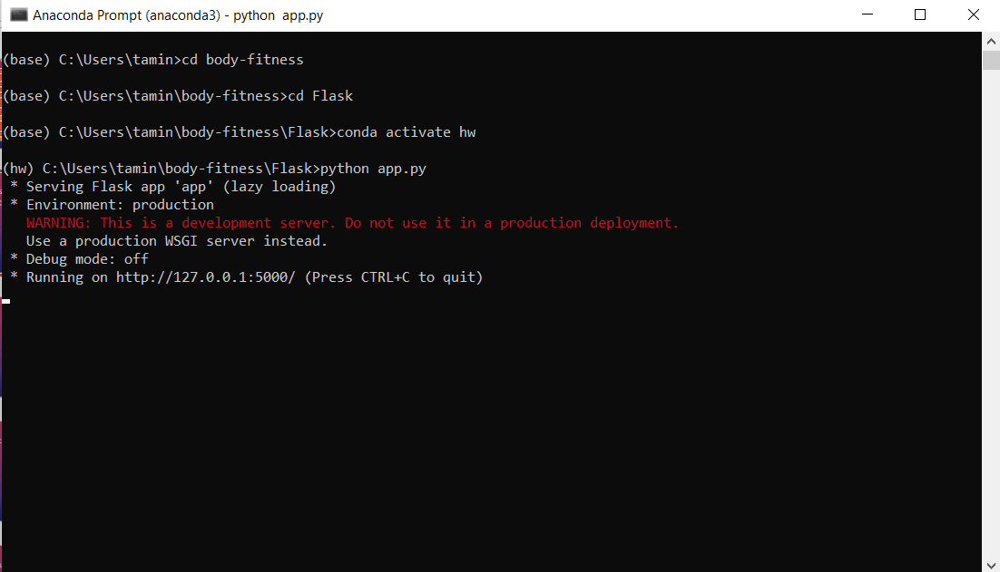 Anaconda Prompt (anaconda3) - python  app.py
(base) C:\Users\tamin>cd body-fitness
(base) C:\Users\tamin\body-fitness>cd Flask
(base) C:\Users\tamin\body-fitness\Flask>conda activate hw
(hw) C:\Users\tamin\body-fitness\Flask>python app.py
 * Serving Flask app 'app' (lazy loading)
 * Environment: production
   WARNING: This is a development server. Do not use it in a production deployment.
   Use a production WSGI server instead.
 * Debug mode: off
 * Running on http://127.0.0.1:5000/ (Press CTRL+C to quit)